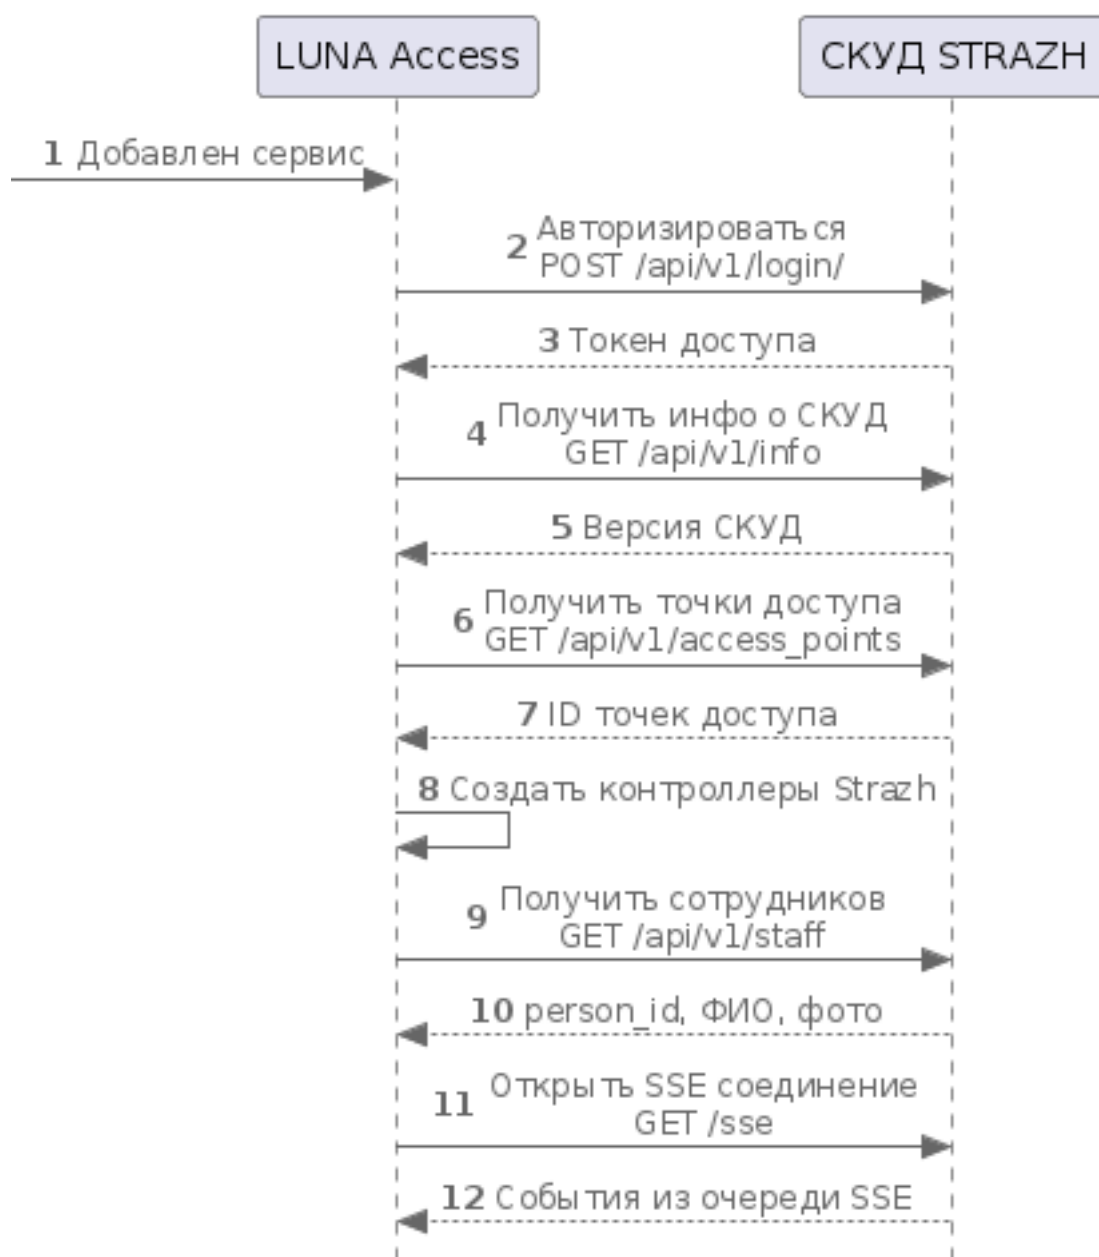 LUNA Access
СКУД STRAZH
1 Добавлен сервис
2 Авторизироваться
POST /api/v1/login/
3 Токен доступа
4 Получить инфо о СКУД
GET /api/v1/info
5 Версия СКУД
6 Получить точки доступа
GET /api/v1/access_points
7 ID точек доступа
8 Создать контроллеры Strazh
9 Получить сотрудников
GET /api/v1/staff
10 person_id, ФИО, фото
11 Открыть SSE соединение
GET /sse
12 События из очереди SSE